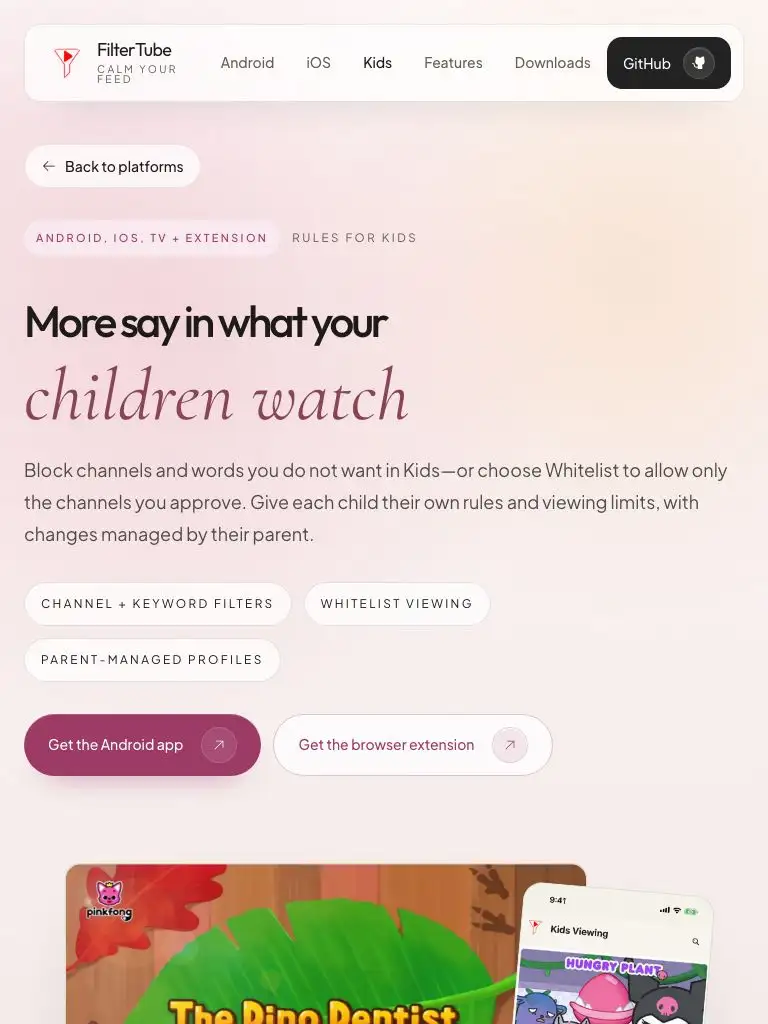 FilterTube
CALM YOUR
FEED
Android
iOS
Kids
Features
Downloads
GitHub
← Back to platforms
ANDROID, IOS, TV + EXTENSION
RULES FOR KIDS
More say in what your
children watch
Block channels and words you do not want in Kids—or choose Whitelist to allow only
the channels you approve. Give each child their own rules and viewing limits, with
changes managed by their parent.
CHANNEL + KEYWORD FILTERS
WHITELIST VIEWING
PARENT-MANAGED PROFILES
Get the Android app
Get the browser extension
pinkfong
The Dino Dentist
9:41
Kids Viewing
HUNGRY PLANT